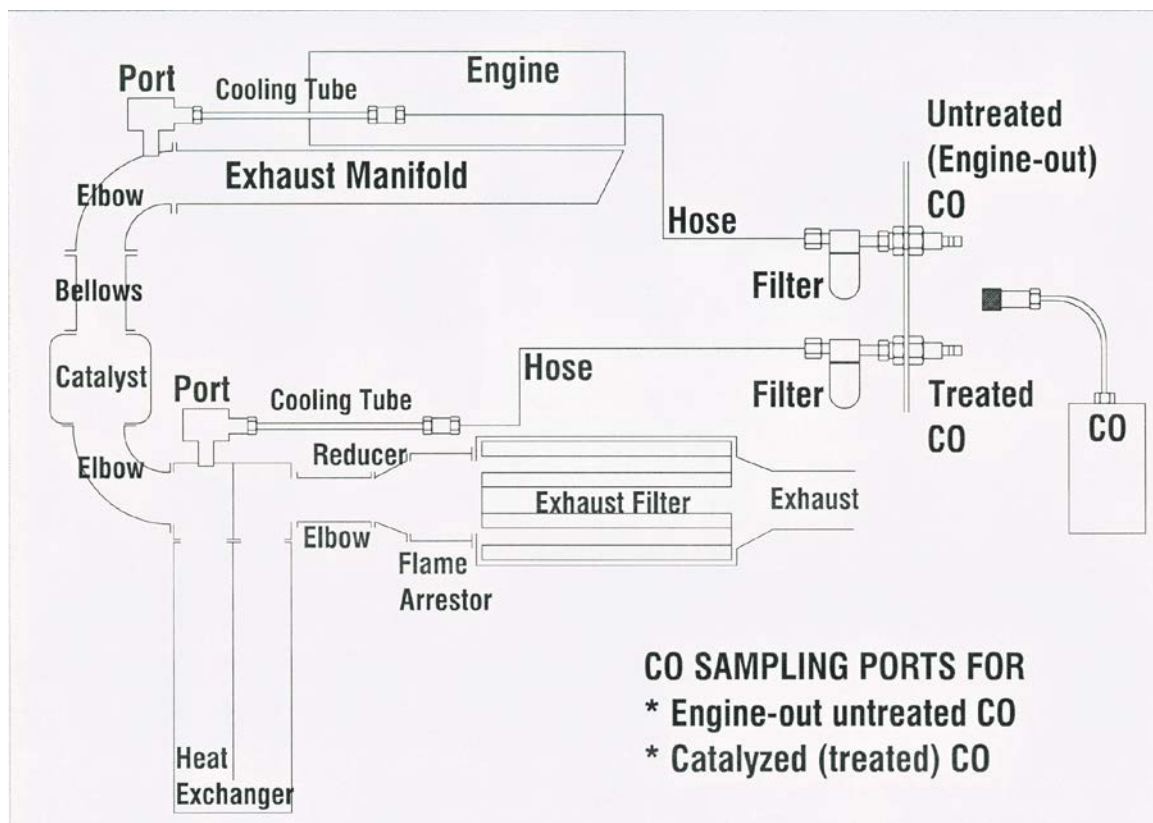 Port
Cooling Tube
Engine
Untreated
(Engine-out)
CO
Elbow
Exhaust Manifold
Hose
Filter
Bellows
Catalyst
Port
Cooling Tube
Hose
Filter
Treated
CO
CO
Elbow
Reducer
Exhaust Filter
Exhaust
Elbow
Flame
Arrestor
Heat
Exchanger
CO SAMPLING PORTS FOR
* Engine-out untreated CO
* Catalyzed (treated) CO